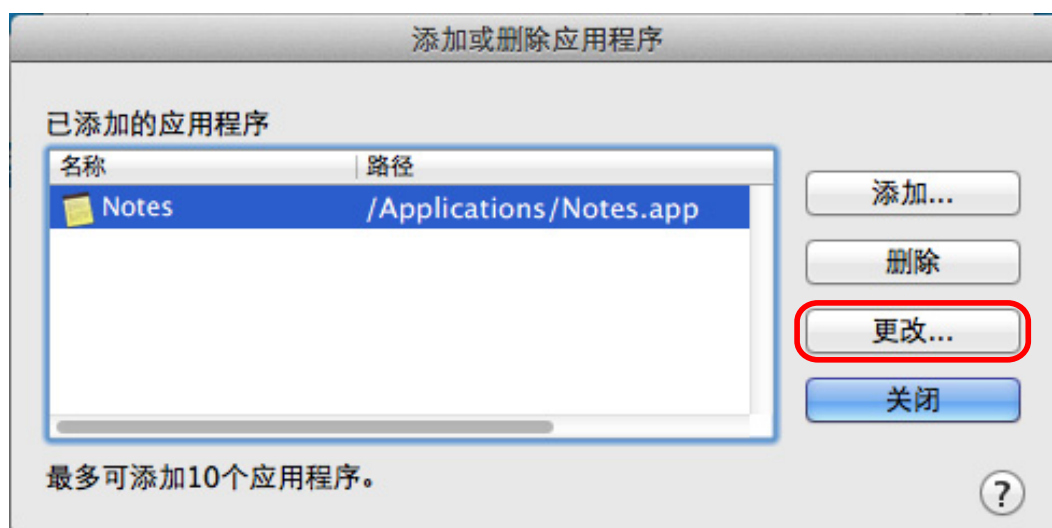 添加或删除应用程序
已添加的应用程序
名称 路径
Notes /Applications/Notes.app
添加...
删除
更改...
关闭
最多可添加10个应用程序。
?